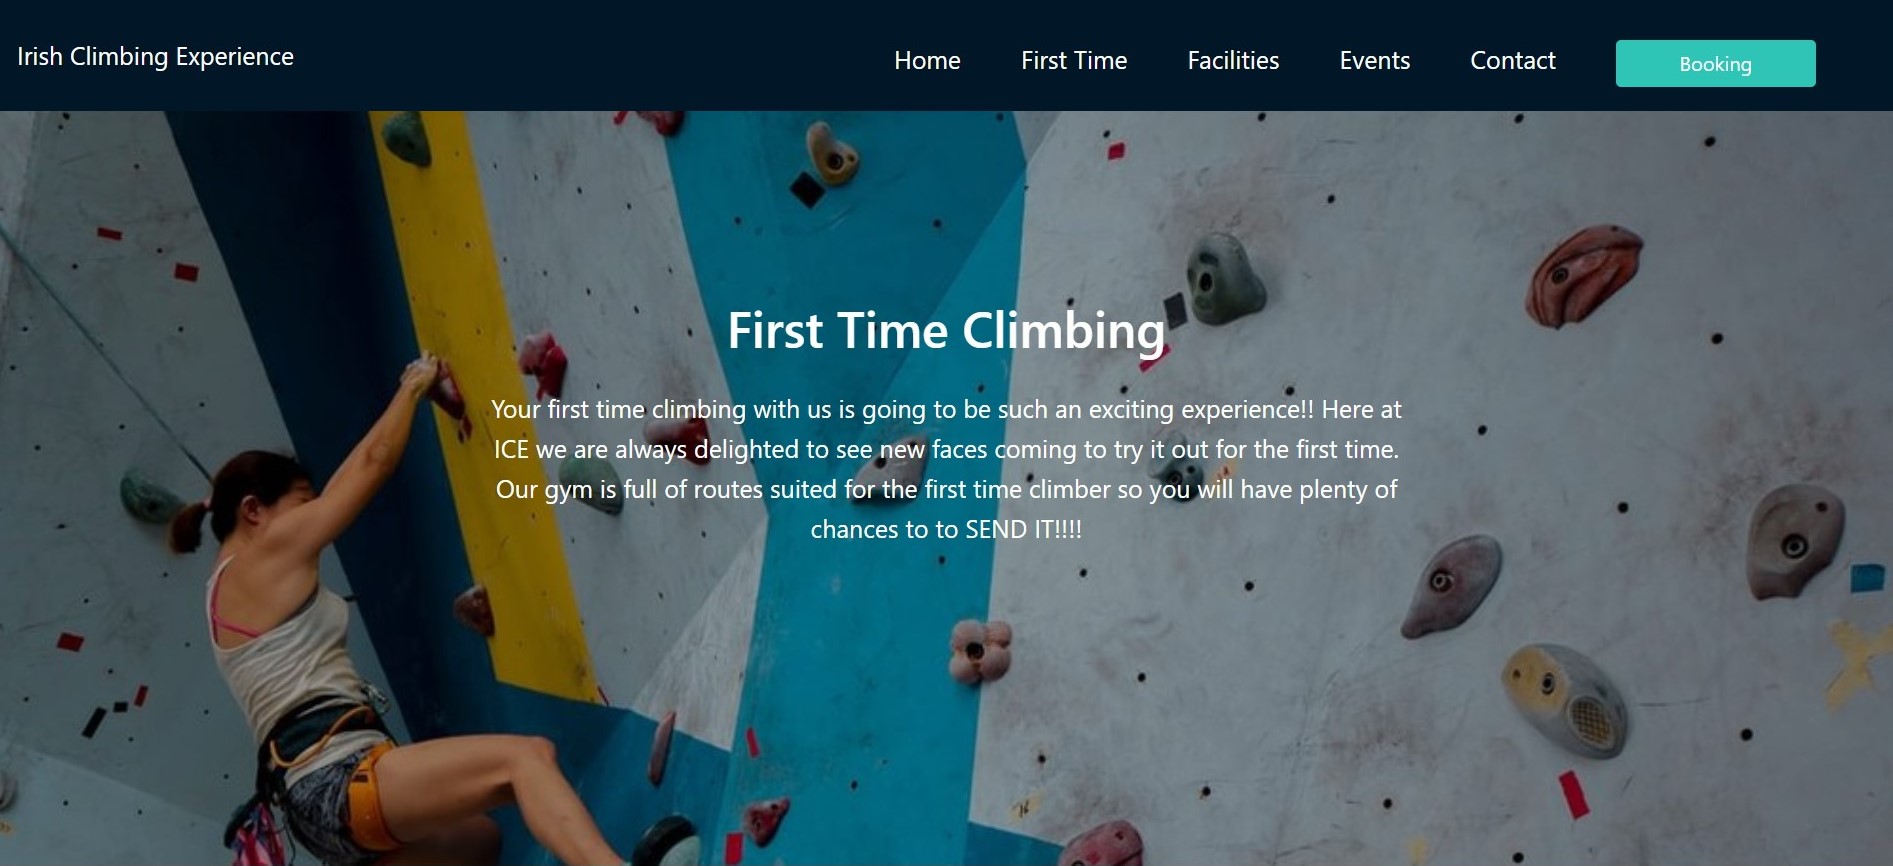 Irish Climbing Experience
Home
First Time
Facilities
Events
Contact
Booking
First Time Climbing
Your first time climbing with us is going to be such an exciting experience!! Here at
ICE we are always delighted to see new faces coming to try it out for the first time.
Our gym is full of routes suited for the first time climber so you will have plenty of
chances to to SEND IT!!!!